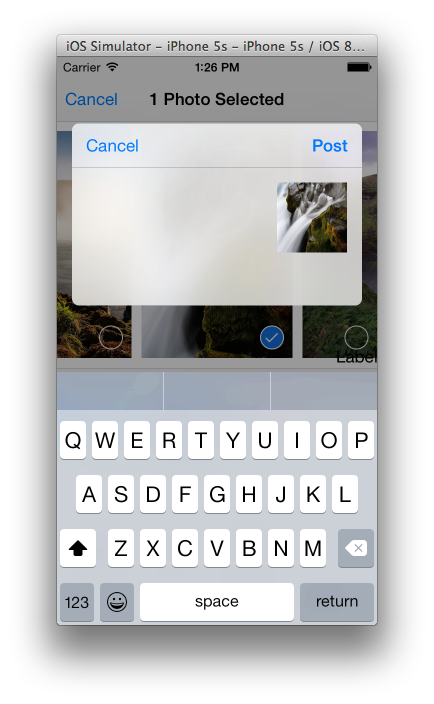 iOS Simulator – iPhone 5s – iPhone 5s / iOS 8...
Carrier 1:26 PM
Cancel 1 Photo Selected
Cancel Post
Label
Q W E R T Y U I O P
A S D F G H J K L
Z X C V B N M
123 space return